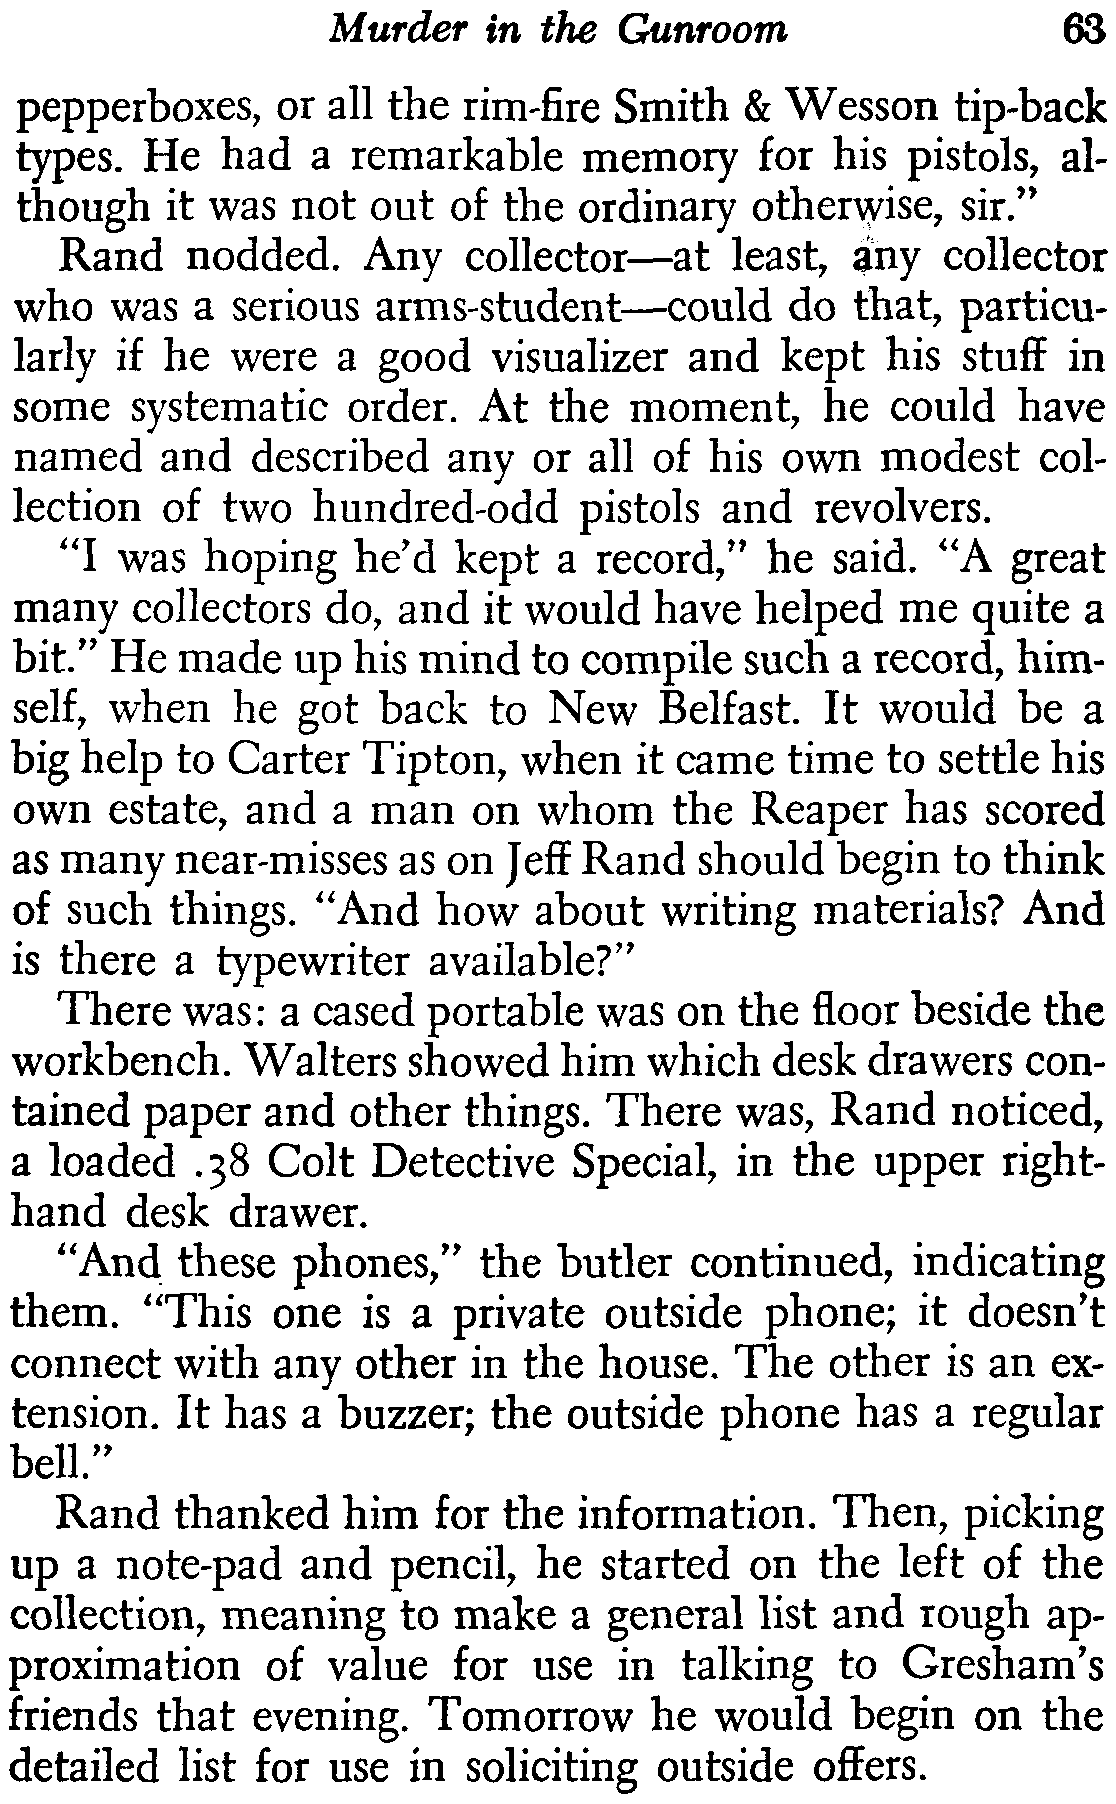 Murder in the Gunroom 63
pepperboxes, or all the rim-fire Smith & Wesson tip-back
types. He had a remarkable memory for his pistols, al-
though it was not out of the ordinary otherwise, sir.”
Rand nodded. Any collector—at least, any collector
who was a serious arms-student—could do that, particu-
larly if he were a good visualizer and kept his stuff in
some systematic order. At the moment, he could have
named and described any or all of his own modest col-
lection of two hundred-odd pistols and revolvers.
“I was hoping he’d kept a record,” he said. “A great
many collectors do, and it would have helped me quite a
bit.” He made up his mind to compile such a record, him-
self, when he got back to New Belfast. It would be a
big help to Carter Tipton, when it came time to settle his
own estate, and a man on whom the Reaper has scored
as many near-misses as on Jeff Rand should begin to think
of such things. “And how about writing materials? And
is there a typewriter available?”
There was: a cased portable was on the floor beside the
workbench. Walters showed him which desk drawers con-
tained paper and other things. There was, Rand noticed,
a loaded .38 Colt Detective Special, in the upper right-
hand desk drawer.
“And these phones,” the butler continued, indicating
them. “This one is a private outside phone; it doesn’t
connect with any other in the house. The other is an ex-
tension. It has a buzzer; the outside phone has a regular
bell.”
Rand thanked him for the information. Then, picking
up a note-pad and pencil, he started on the left of the
collection, meaning to make a general list and rough ap-
proximation of value for use in talking to Gresham’s
friends that evening. Tomorrow he would begin on the
detailed list for use in soliciting outside offers.